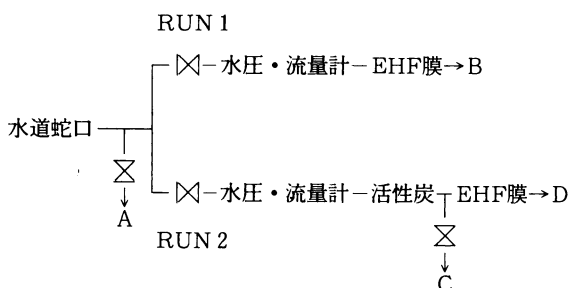 RUN 1
水圧・流量計－EHF膜→B
水道蛇口
水圧・流量計－活性炭 EHF膜→D
A
RUN 2
C